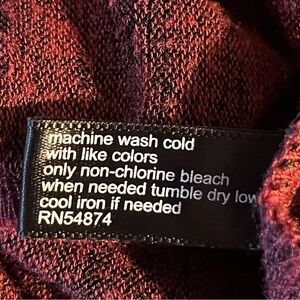 machine wash cold
with like colors
only non-chlorine bleach
when needed tumble dry low
cool iron if needed
RN54874